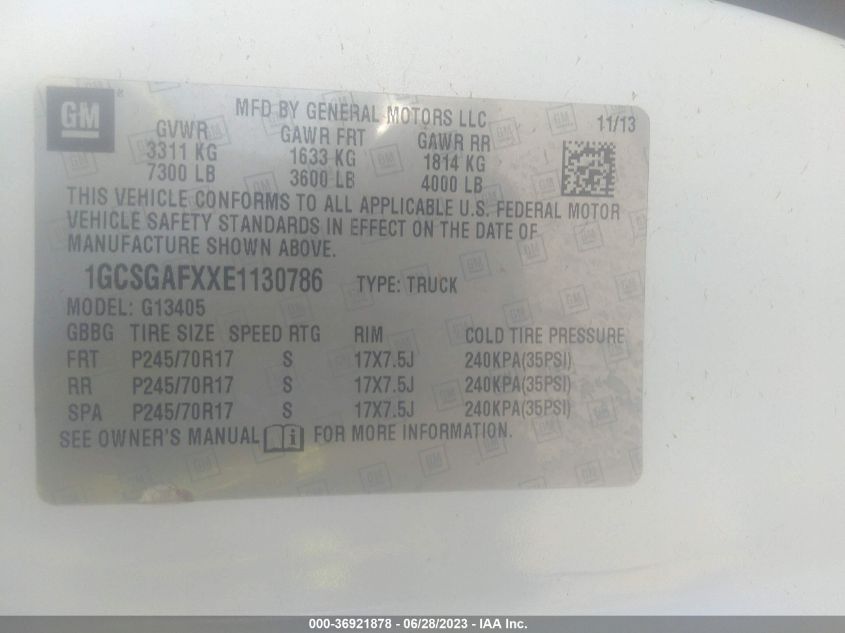 GM ®
MFD BY GENERAL MOTORS LLC 11/13
GVWR GAWR FRT GAWR RR
3311 KG 1633 KG 1814 KG
7300 LB 3600 LB 4000 LB
THIS VEHICLE CONFORMS TO ALL APPLICABLE U.S. FEDERAL MOTOR
VEHICLE SAFETY STANDARDS IN EFFECT ON THE DATE OF
MANUFACTURE SHOWN ABOVE.
1GCSGAFXXE1130786 TYPE: TRUCK
MODEL: G13405
GBBG TIRE SIZE SPEED RTG RIM COLD TIRE PRESSURE
FRT P245/70R17 S 17X7.5J 240KPA(35PSI)
RR P245/70R17 S 17X7.5J 240KPA(35PSI)
SPA P245/70R17 S 17X7.5J 240KPA(35PSI)
SEE OWNER'S MANUAL i FOR MORE INFORMATION.
000-36921878 - 06/28/2023 - IAA Inc.